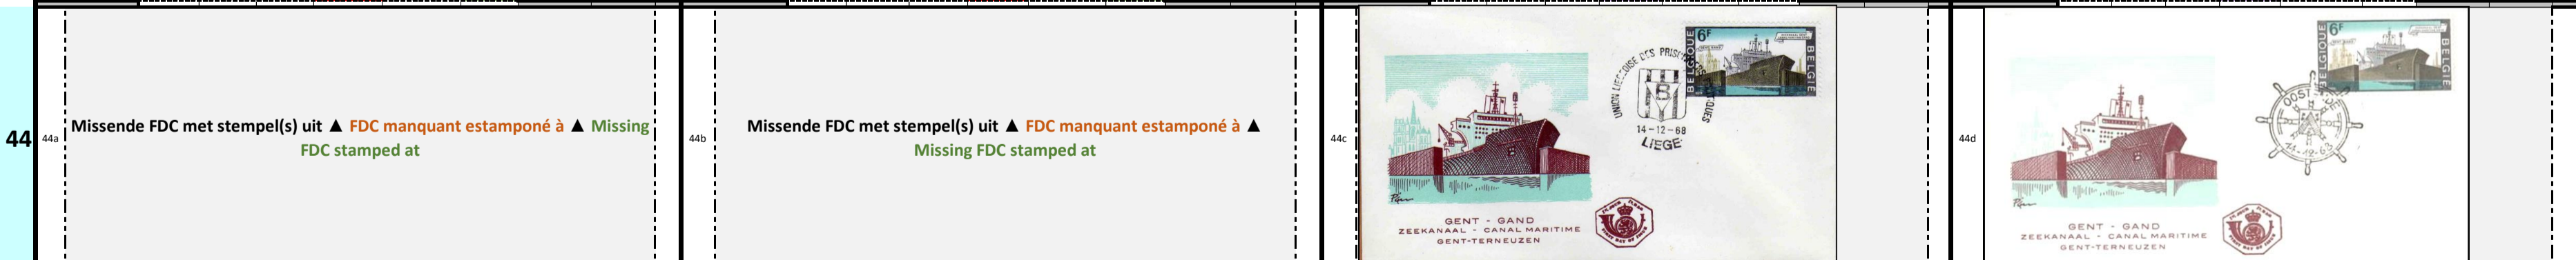 44
44a
Missende FDC met stempel(s) uit ▲ FDC manquant estamponé à ▲ Missing
FDC stamped at
44b
Missende FDC met stempel(s) uit ▲ FDC manquant estamponé à ▲
Missing FDC stamped at
44c
6F
BELGIQUE
BELGIË
UNION LIEGEOISE DES
B
14-12-68
LIEGE
GENT - GAND
ZEEKANAAL - CANAL MARITIME
GENT-TERNEUZEN
44d
6F
BELGIQUE
BELGIË
GENT - GAND
ZEEKANAAL - CANAL MARITIME
GENT-TERNEUZEN